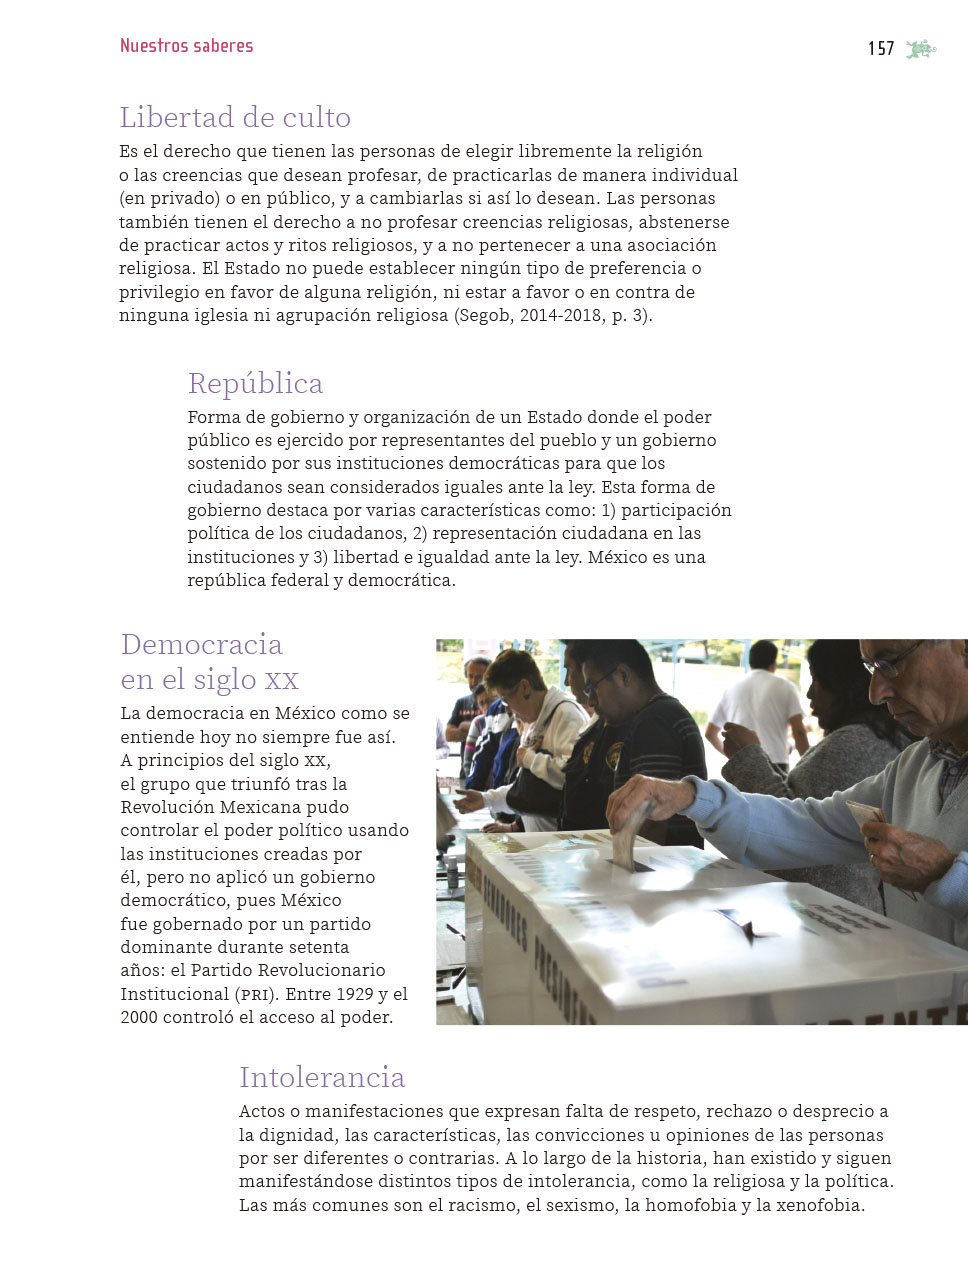 Nuestros saberes
157
Libertad de culto
Es el derecho que tienen las personas de elegir libremente la religión
o las creencias que desean profesar, de practicarlas de manera individual
(en privado) o en público, y a cambiarlas si así lo desean. Las personas
también tienen el derecho a no profesar creencias religiosas, abstenerse
de practicar actos y ritos religiosos, y a no pertenecer a una asociación
religiosa. El Estado no puede establecer ningún tipo de preferencia o
privilegio en favor de alguna religión, ni estar a favor o en contra de
ninguna iglesia ni agrupación religiosa (Segob, 2014-2018, p. 3).
República
Forma de gobierno y organización de un Estado donde el poder
público es ejercido por representantes del pueblo y un gobierno
sostenido por sus instituciones democráticas para que los
ciudadanos sean considerados iguales ante la ley. Esta forma de
gobierno destaca por varias características como: 1) participación
política de los ciudadanos, 2) representación ciudadana en las
instituciones y 3) libertad e igualdad ante la ley. México es una
república federal y democrática.
Democracia
en el siglo XX
La democracia en México como se
entiende hoy no siempre fue así.
A principios del siglo XX,
el grupo que triunfó tras la
Revolución Mexicana pudo
controlar el poder político usando
las instituciones creadas por
él, pero no aplicó un gobierno
democrático, pues México
fue gobernado por un partido
dominante durante setenta
años: el Partido Revolucionario
Institucional (PRI). Entre 1929 y el
2000 controló el acceso al poder.
SENADORES
Intolerancia
Actos o manifestaciones que expresan falta de respeto, rechazo o desprecio a
la dignidad, las características, las convicciones u opiniones de las personas
por ser diferentes o contrarias. A lo largo de la historia, han existido y siguen
manifestándose distintos tipos de intolerancia, como la religiosa y la política.
Las más comunes son el racismo, el sexismo, la homofobia y la xenofobia.